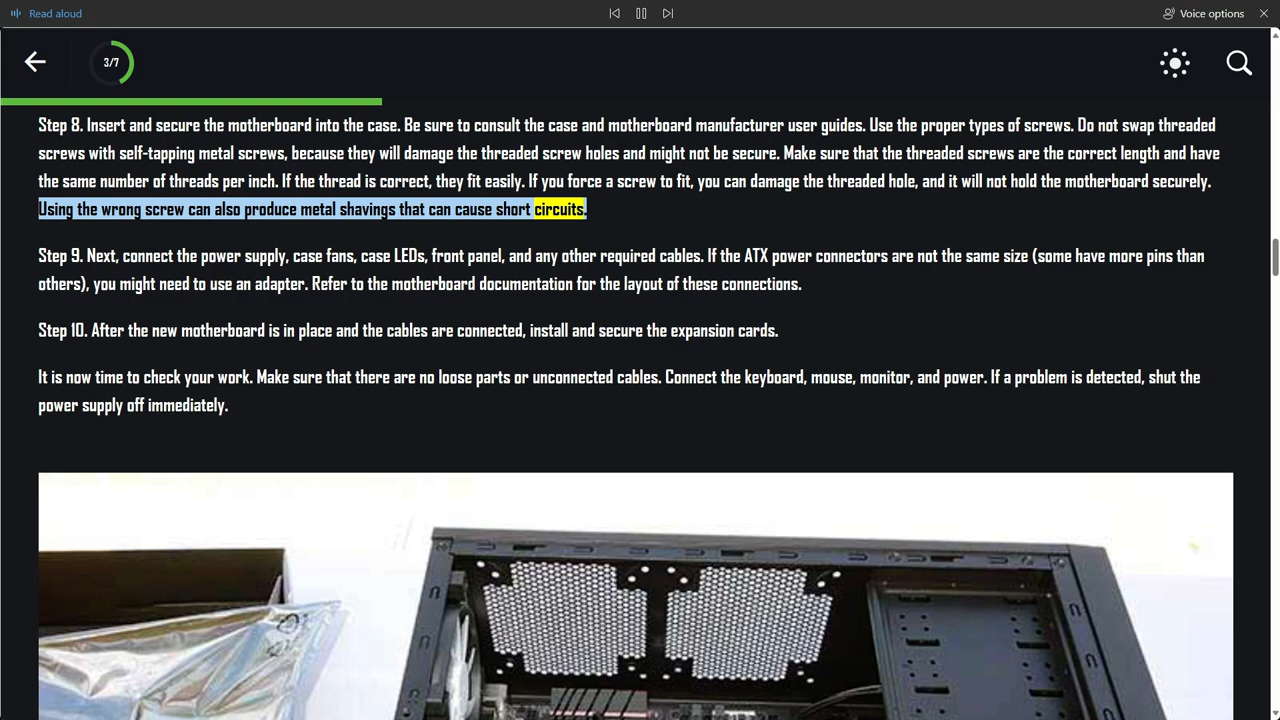 Read aloud
Voice options
3/7
Step 8. Insert and secure the motherboard into the case. Be sure to consult the case and motherboard manufacturer user guides. Use the proper types of screws. Do not swap threaded
screws with self-tapping metal screws, because they will damage the threaded screw holes and might not be secure. Make sure that the threaded screws are the correct length and have
the same number of threads per inch. If the thread is correct, they fit easily. If you force a screw to fit, you can damage the threaded hole, and it will not hold the motherboard securely.
Using the wrong screw can also produce metal shavings that can cause short circuits.
Step 9. Next, connect the power supply, case fans, case LEDs, front panel, and any other required cables. If the ATX power connectors are not the same size (some have more pins than
others), you might need to use an adapter. Refer to the motherboard documentation for the layout of these connections.
Step 10. After the new motherboard is in place and the cables are connected, install and secure the expansion cards.
It is now time to check your work. Make sure that there are no loose parts or unconnected cables. Connect the keyboard, mouse, monitor, and power. If a problem is detected, shut the
power supply off immediately.